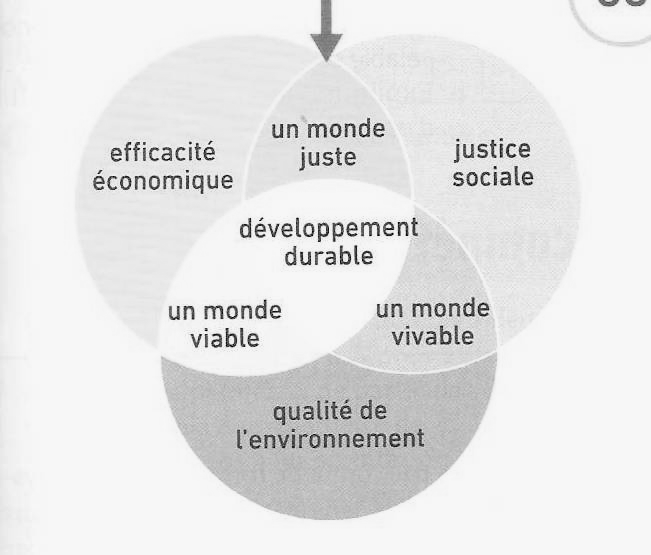 un monde
juste
efficacité
économique
justice
sociale
développement
durable
un monde
viable
un monde
vivable
qualité de
l'environnement